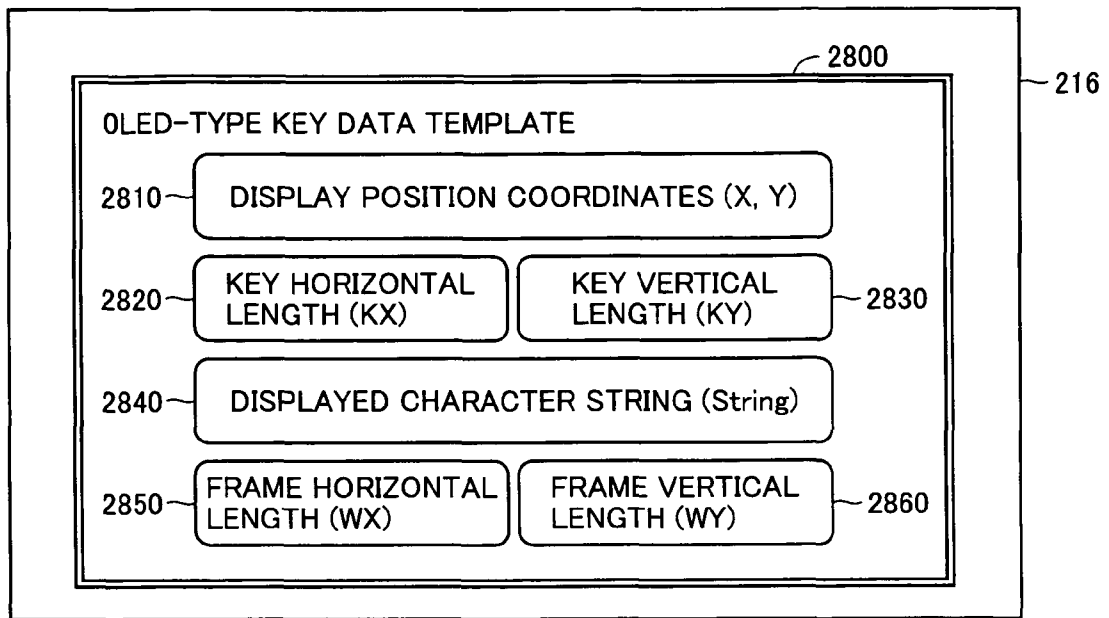 2800
216
OLED-TYPE KEY DATA TEMPLATE
2810 DISPLAY POSITION COORDINATES (X, Y)
2820 KEY HORIZONTAL LENGTH (KX) KEY VERTICAL LENGTH (KY) 2830
2840 DISPLAYED CHARACTER STRING (String)
2850 FRAME HORIZONTAL LENGTH (WX) FRAME VERTICAL LENGTH (WY) 2860